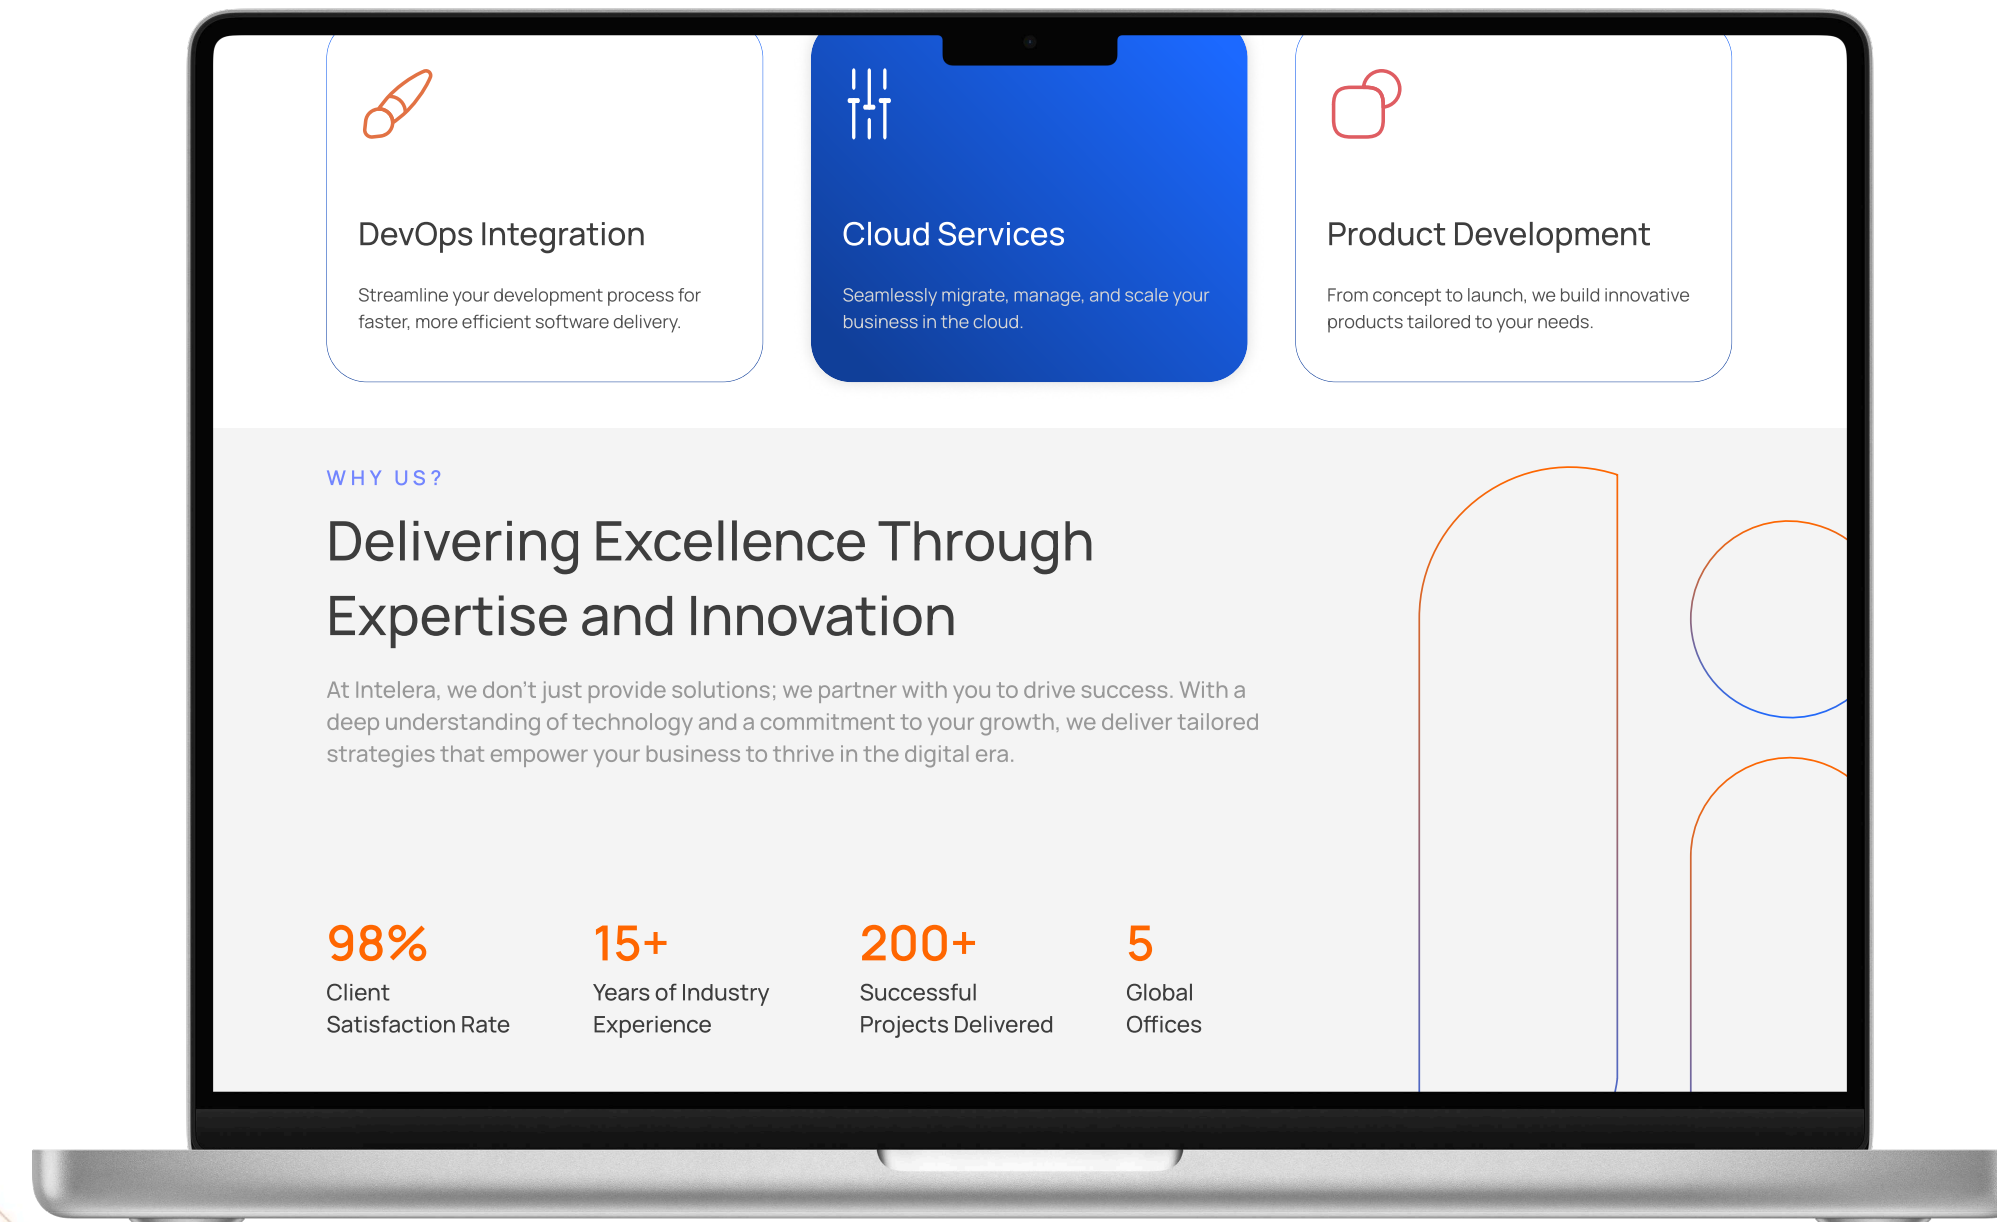 DevOps Integration
Streamline your development process for
faster, more efficient software delivery.
Cloud Services
Seamlessly migrate, manage, and scale your
business in the cloud.
Product Development
From concept to launch, we build innovative
products tailored to your needs.
WHY US?
Delivering Excellence Through
Expertise and Innovation
At Intelera, we don't just provide solutions; we partner with you to drive success. With a
deep understanding of technology and a commitment to your growth, we deliver tailored
strategies that empower your business to thrive in the digital era.
98%
Client
Satisfaction Rate
15+
Years of Industry
Experience
200+
Successful
Projects Delivered
5
Global
Offices